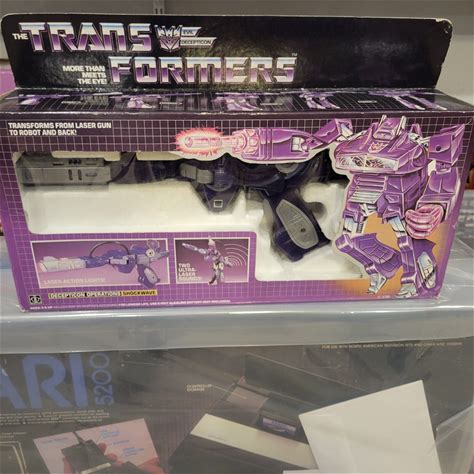 THE TRANSFORMERS
EVIL
DECEPTICON
MORE THAN
MEETS
THE EYE!
TRANSFORMS FROM LASER GUN
TO ROBOT AND BACK!
LASER-ACTION LIGHTS!
TWO
ULTRA-
LASER
SOUNDS!
DECEPTICON OPERATIONS SHOCKWAVE
ARI
5200